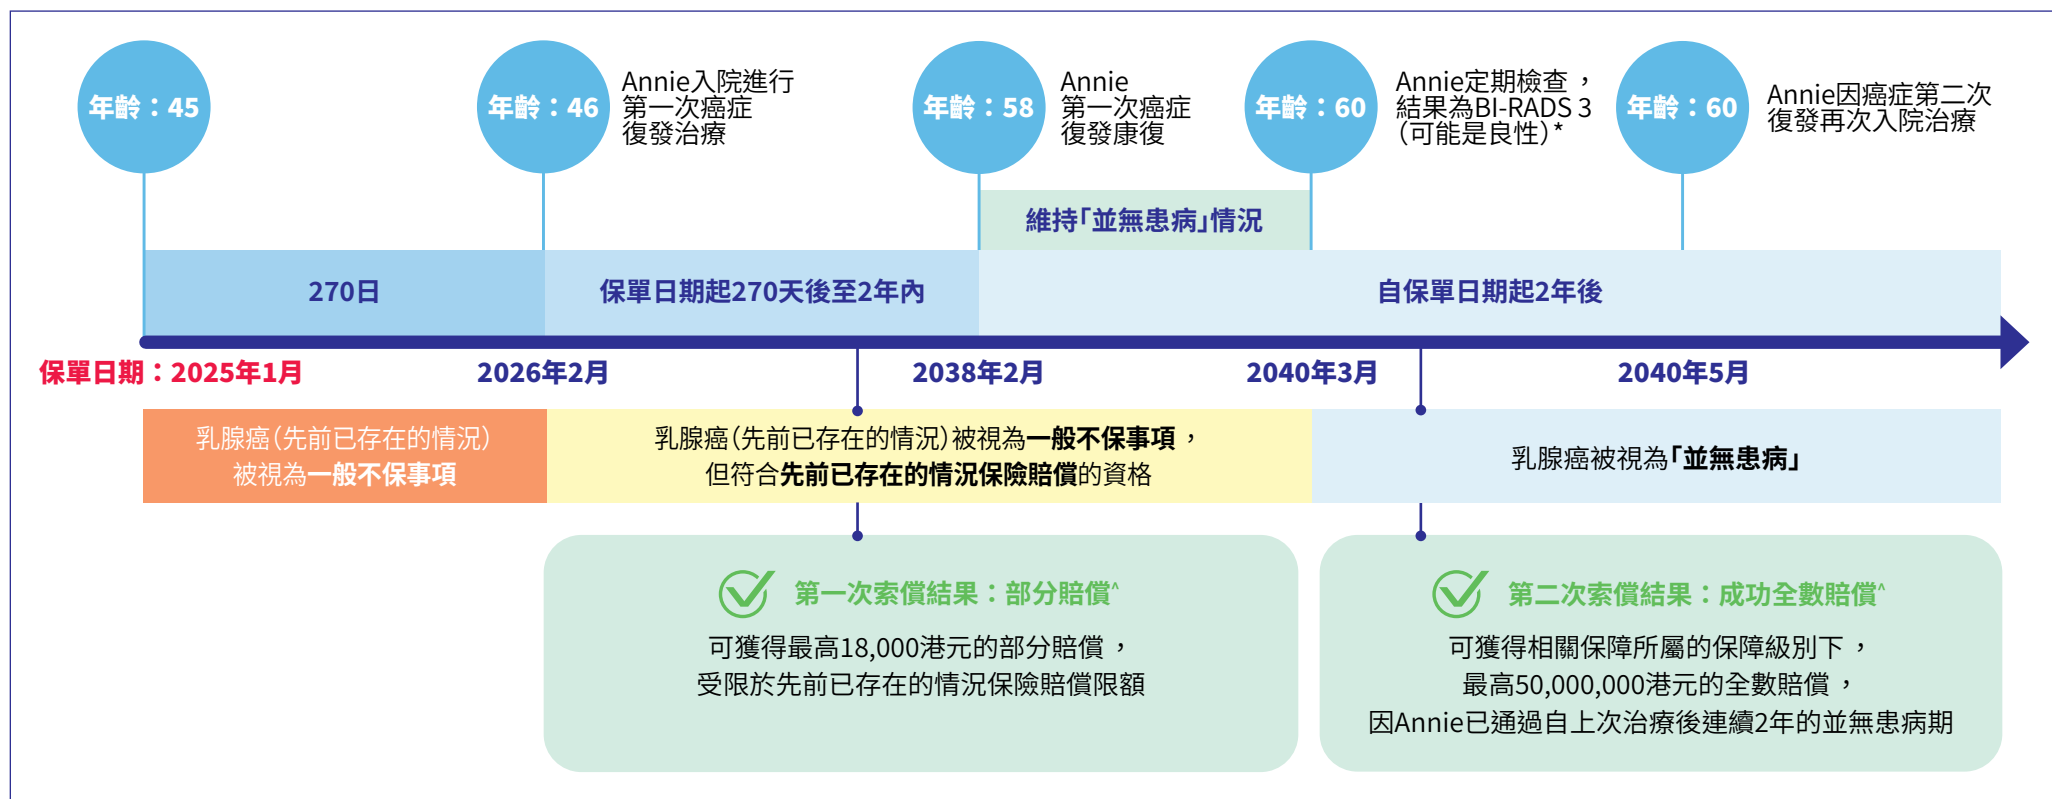 年齡：45
年齡：46
Annie入院進行
第一次癌症
復發治療
年齡：58
Annie
第一次癌症
復發康復
年齡：60
Annie定期檢查，
結果為BI-RADS 3
（可能是良性）*
年齡：60
Annie因癌症第二次
復發再次入院治療
維持「並無患病」情況
270日
保單日期起270天後至2年內
自保單日期起2年後
保單日期：2025年1月
2026年2月
2038年2月
2040年3月
2040年5月
乳腺癌（先前已存在的情況）
被視為一般不保事項
乳腺癌（先前已存在的情況）被視為一般不保事項，
但符合先前已存在的情況保險賠償的資格
乳腺癌被視為「並無患病」
第一次索償結果：部分賠償^
可獲得最高18,000港元的部分賠償，
受限於先前已存在的情況保險賠償限額
第二次索償結果：成功全數賠償^
可獲得相關保障所屬的保障級別下，
最高50,000,000港元的全數賠償，
因Annie已通過自上次治療後連續2年的並無患病期